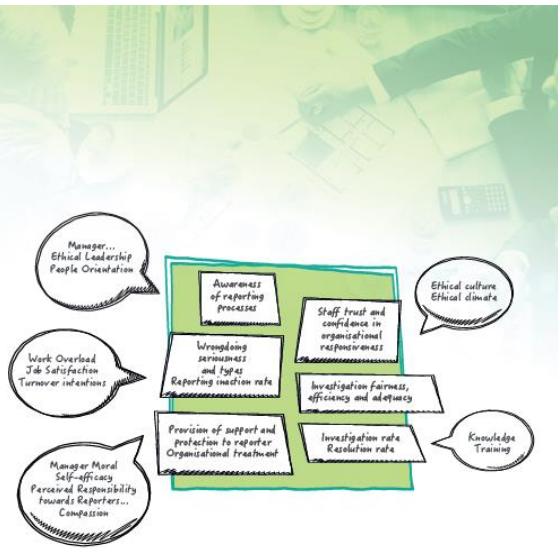 Manager...
Ethical Leadership
People Orientation
Awareness
of reporting
processes
Ethical culture
Ethical climate
Staff trust and
confidence in
organisational
responsiveness
Work Overload
Job Satisfaction
Turnover intentions
Wrongdoing
seriousness
and types
Reporting inaction rate
Investigation fairness,
efficiency and adequacy
Provision of support and
protection to reporter
Organisational treatment
Investigation rate
Resolution rate
Knowledge
Training
Manager Moral
Self-efficacy
Perceived Responsibility
towards Reporters...
Compassion